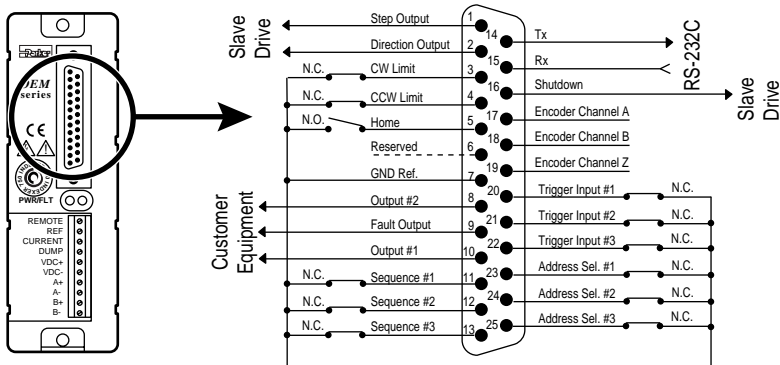 OEM
series
CE
PWR/FLT
REMOTE
REF
CURRENT
DUMP
VDC+
VDC-
A+
A-
B+
B-
Slave
Drive
Customer
Equipment
Step Output 1
Direction Output 2
N.C. CW Limit 3
N.C. CCW Limit 4
N.O. Home 5
Reserved 6
GND Ref. 7
Output #2 8
Fault Output 9
Output #1 10
N.C. Sequence #1 11
N.C. Sequence #2 12
N.C. Sequence #3 13
14 Tx
15 Rx
16 Shutdown
17 Encoder Channel A
18 Encoder Channel B
19 Encoder Channel Z
20 Trigger Input #1 N.C.
21 Trigger Input #2 N.C.
22 Trigger Input #3 N.C.
23 Address Sel. #1 N.C.
24 Address Sel. #2 N.C.
25 Address Sel. #3 N.C.
RS-232C
Slave
Drive